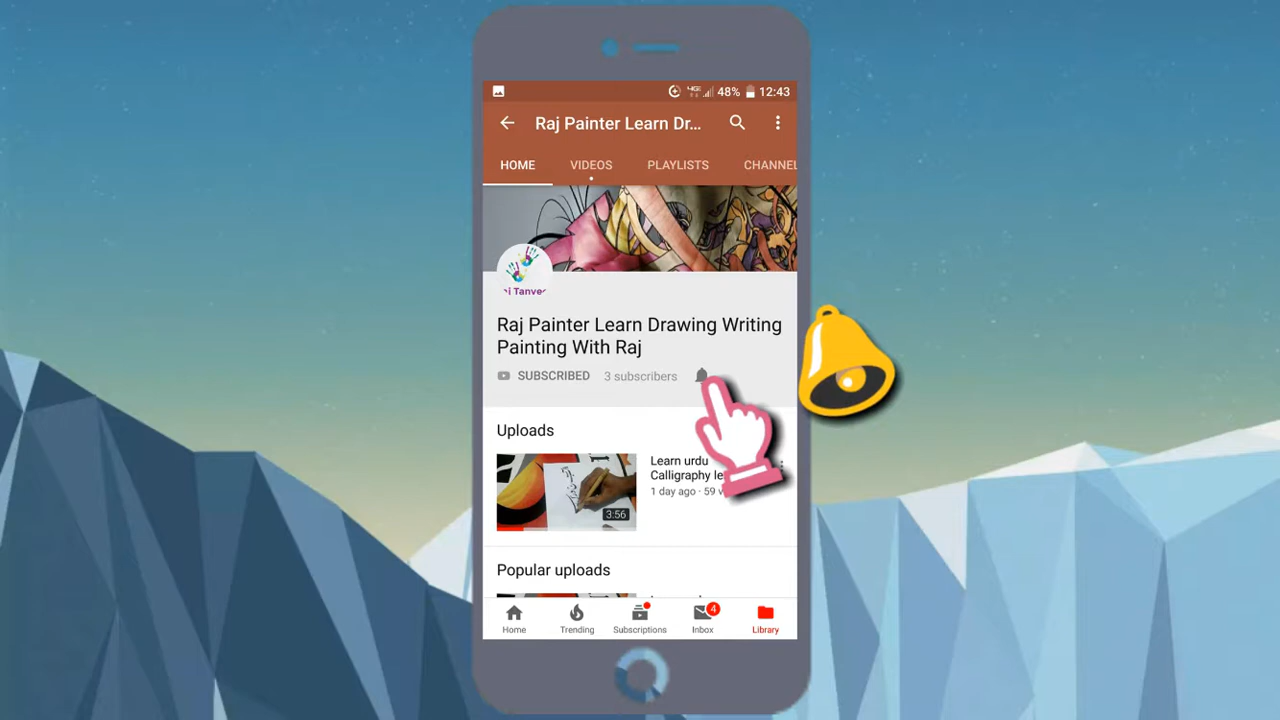 48% 12:43
Raj Painter Learn Dr...
HOME VIDEOS PLAYLISTS CHANNEL
Raj Painter Learn Drawing Writing
Painting With Raj
SUBSCRIBED 3 subscribers
Uploads
Learn urdu
Calligraphy le
1 day ago · 59 v
3:56
Popular uploads
4
Home Trending Subscriptions Inbox Library